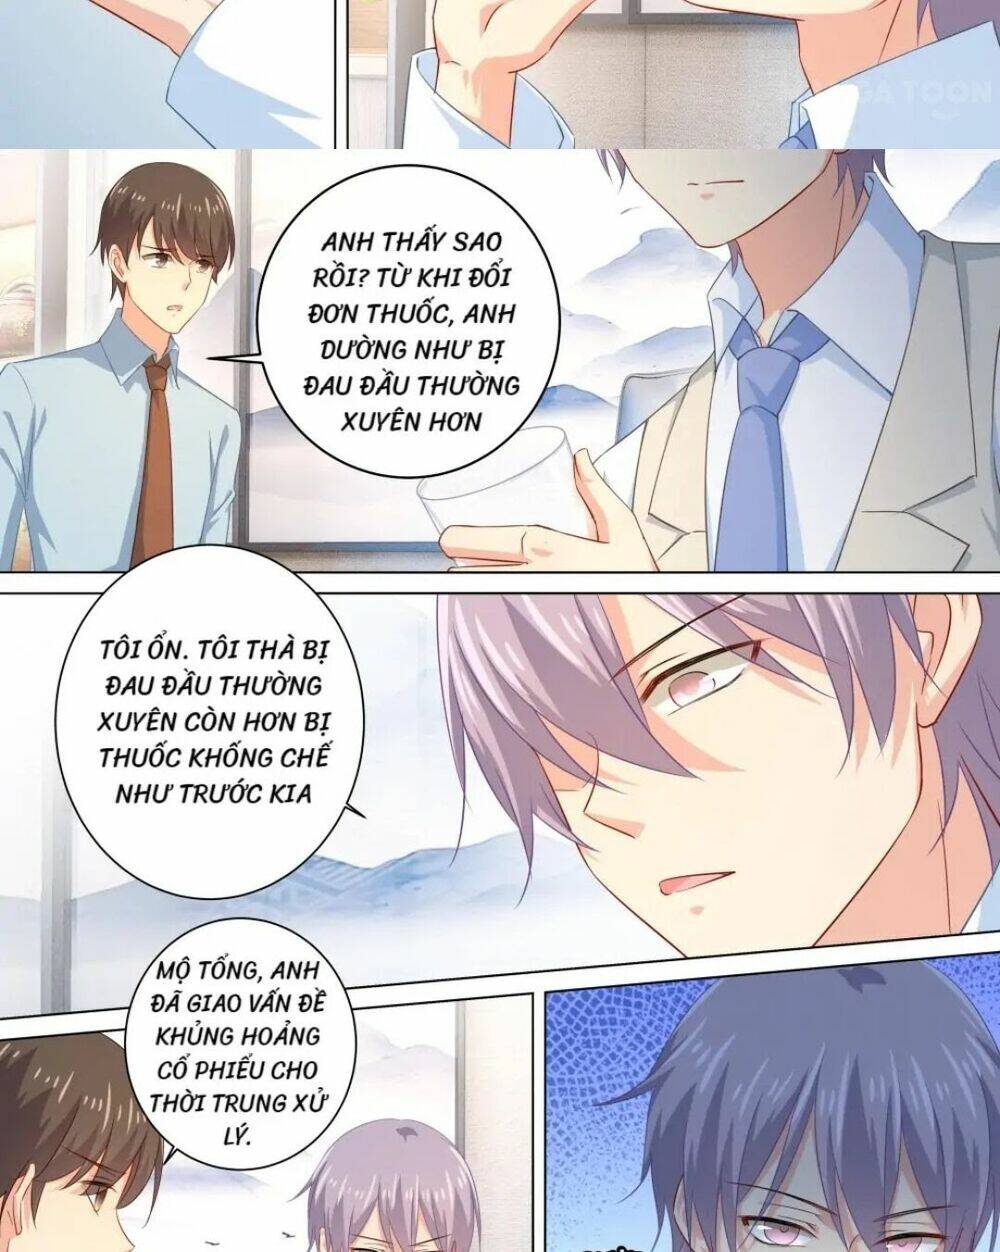 GA TOON
ANH THẤY SAO
RỒI? TỪ KHI ĐỔI
ĐƠN THUỐC, ANH
DƯỜNG NHƯ BỊ
ĐAU ĐẦU THƯỜNG
XUYÊN HƠN
TÔI ỔN. TÔI THÀ BỊ
ĐAU ĐẦU THƯỜNG
XUYÊN CÒN HƠN BỊ
THUỐC KHỐNG CHẾ
NHƯ TRƯỚC KIA
MỘ TỔNG, ANH
ĐÃ GIAO VẤN ĐỀ
KHỦNG HOẢNG
CỔ PHIẾU CHO
THỜI TRUNG XỬ
LÝ.